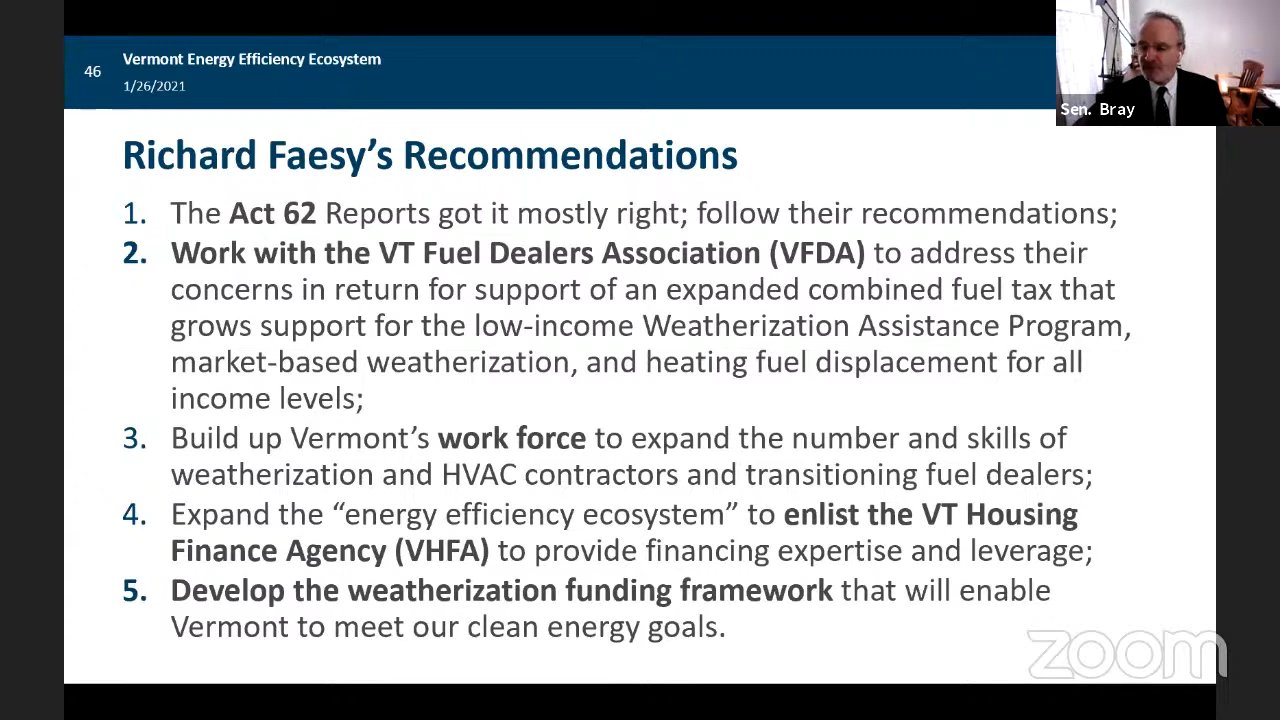 46
Vermont Energy Efficiency Ecosystem
1/26/2021
Sen. Bray
Richard Faesy’s Recommendations
1. The Act 62 Reports got it mostly right; follow their recommendations;
2. Work with the VT Fuel Dealers Association (VFDA) to address their
concerns in return for support of an expanded combined fuel tax that
grows support for the low-income Weatherization Assistance Program,
market-based weatherization, and heating fuel displacement for all
income levels;
3. Build up Vermont’s work force to expand the number and skills of
weatherization and HVAC contractors and transitioning fuel dealers;
4. Expand the “energy efficiency ecosystem” to enlist the VT Housing
Finance Agency (VHFA) to provide financing expertise and leverage;
5. Develop the weatherization funding framework that will enable
Vermont to meet our clean energy goals.
zoom